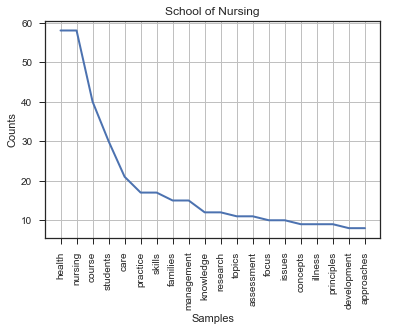 School of Nursing
60
50
40
30
20
10
Counts
health
nursing
course
students
care
practice
skills
families
management
knowledge
research
topics
assessment
focus
issues
concepts
illness
principles
development
approaches
Samples